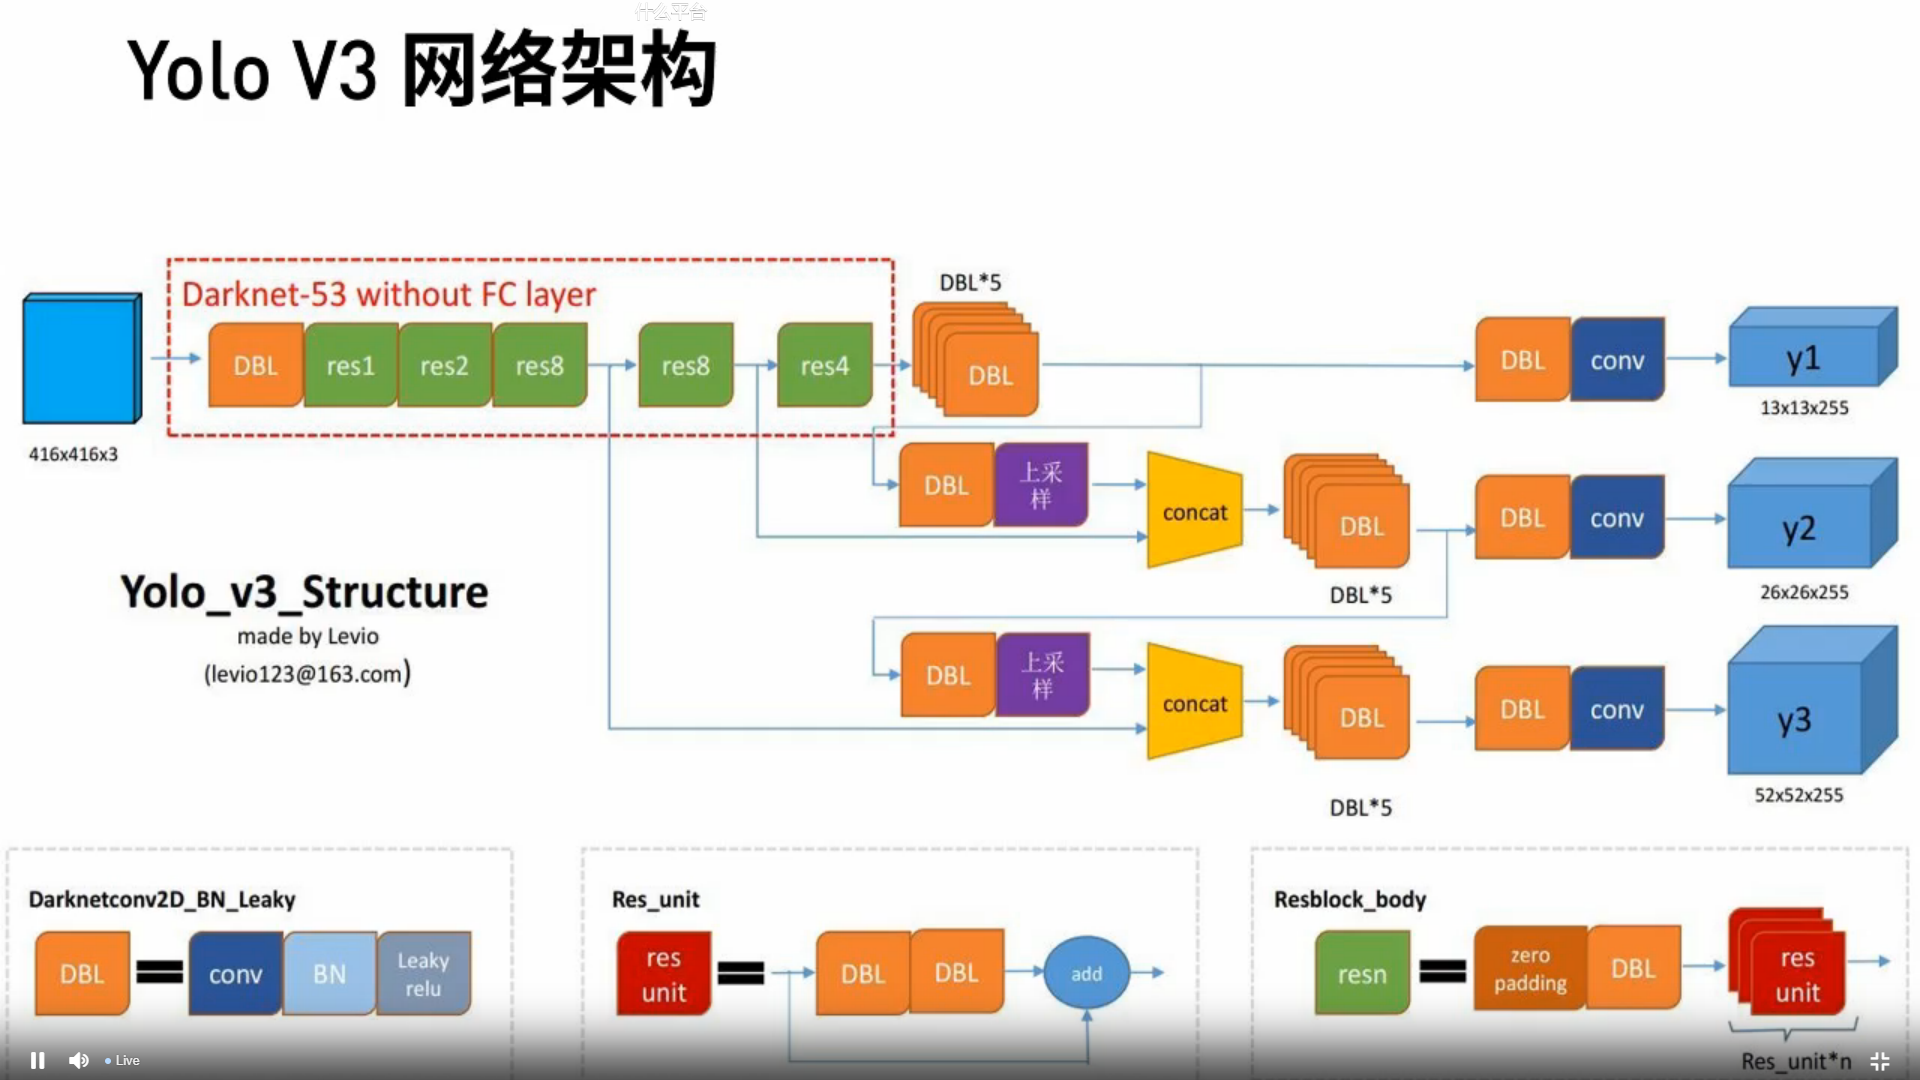 什么平台
Yolo V3 网络架构
Darknet-53 without FC layer
DBL
res1
res2
res8
res8
res4
DBL*5
DBL
DBL
conv
y1
13x13x255
416x416x3
DBL
上采
样
concat
DBL
DBL*5
DBL
conv
y2
26x26x255
Yolo_v3_Structure
made by Levio
(levio123@163.com)
DBL
上采
样
concat
DBL
DBL*5
DBL
conv
y3
52x52x255
Darknetconv2D_BN_Leaky
DBL
conv
BN
Leaky
relu
Res_unit
res
unit
DBL
DBL
add
Resblock_body
resn
zero
padding
DBL
res
unit
Res_unit*n
Live